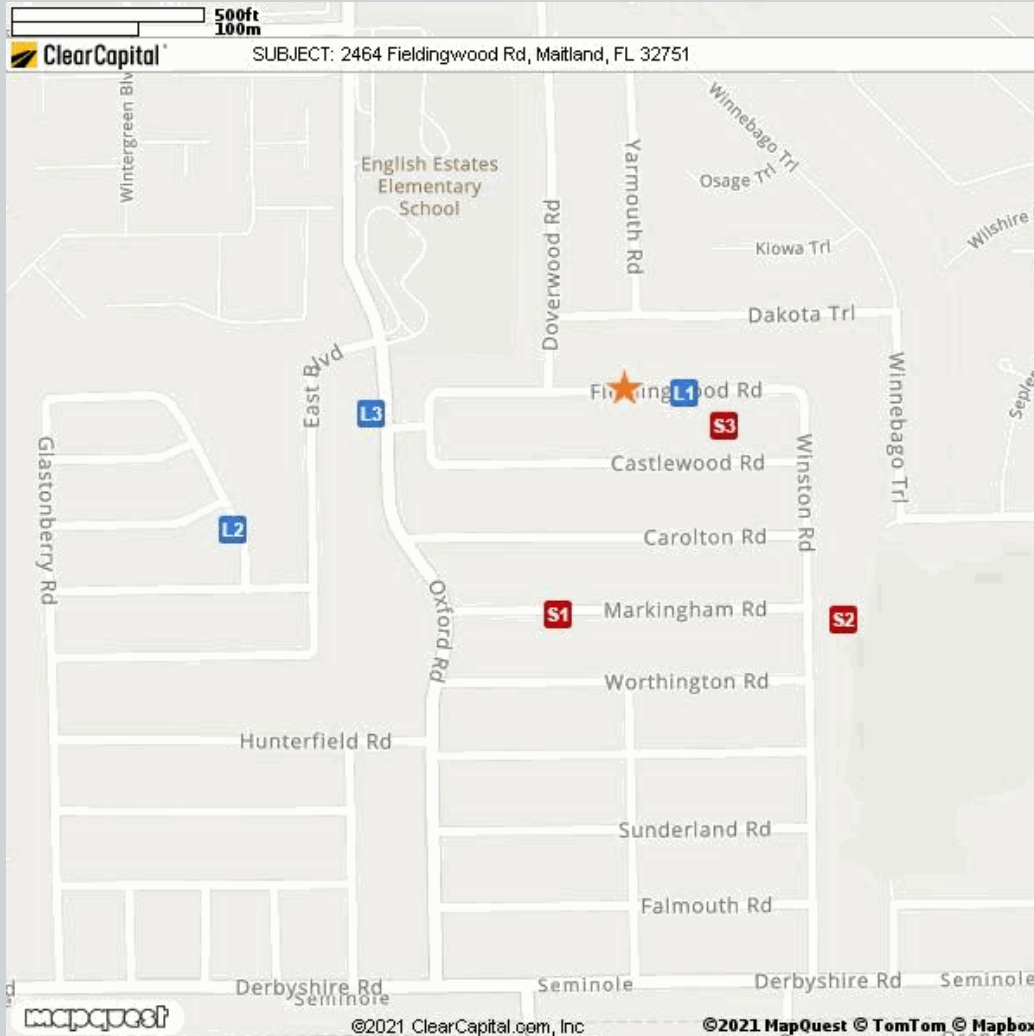 500ft
100m
ClearCapital
SUBJECT: 2464 Fieldingwood Rd, Maitland, FL 32751
Wintergreen Blv
Winnebago Trl
English Estates
Elementary
School
Yarmouth Rd
Osage Trl
Doverwood Rd
Wilshire
Kiowa Trl
Dakota Trl
East Blvd
Winnebago Trl
L1
Rd
L3
S3
Glastonberry Rd
Castlewood Rd
Winston Rd
L2
Carolton Rd
Oxford Rd
S1
Markingham Rd
S2
Worthington Rd
Hunterfield Rd
Sunderland Rd
Falmouth Rd
Derbyshire Rd
Seminole
Seminole
Derbyshire Rd
Seminole
mapquest
©2021 ClearCapital.com, Inc
©2021 MapQuest © TomTom © Mapbox